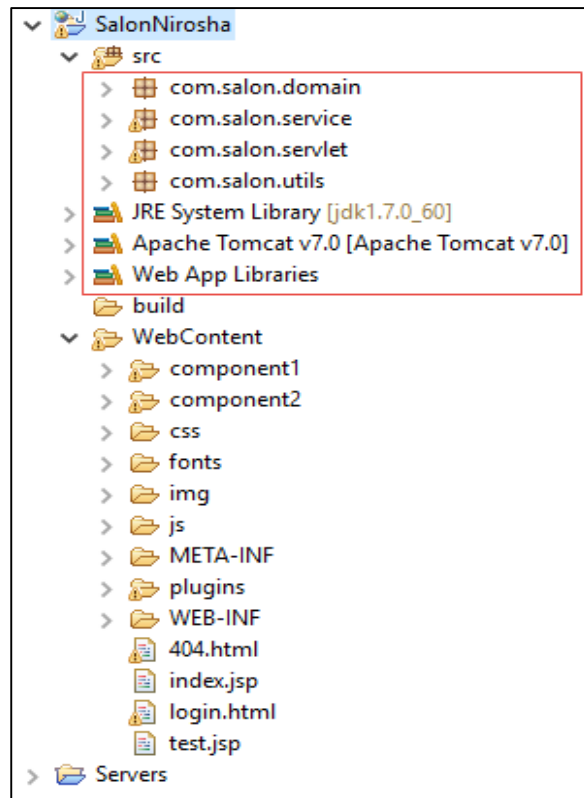 SalonNirosha
src
com.salon.domain
com.salon.service
com.salon.servlet
com.salon.utils
JRE System Library [jdk1.7.0_60]
Apache Tomcat v7.0 [Apache Tomcat v7.0]
Web App Libraries
build
WebContent
component1
component2
css
fonts
img
js
META-INF
plugins
WEB-INF
404.html
index.jsp
login.html
test.jsp
Servers